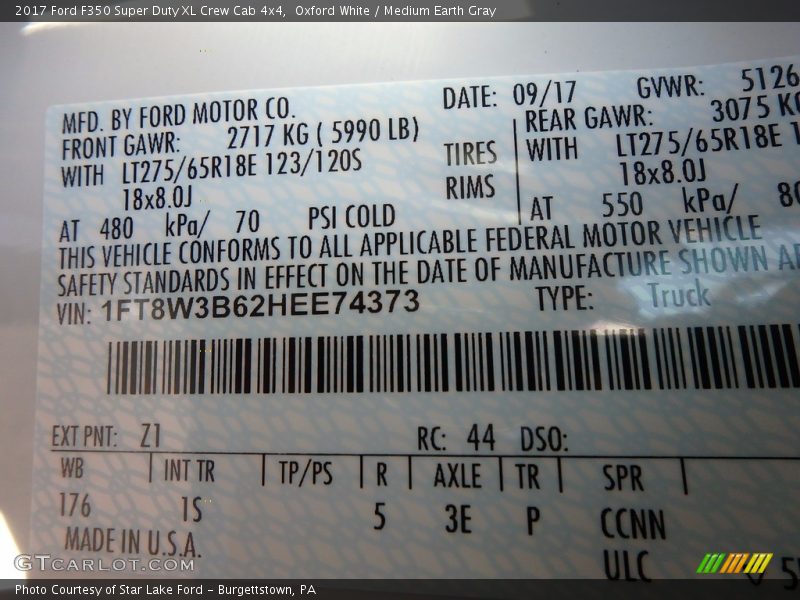 2017 Ford F350 Super Duty XL Crew Cab 4x4,  Oxford White / Medium Earth Gray
MFD. BY FORD MOTOR CO. DATE: 09/17 GVWR: 5126
FRONT GAWR: 2717 KG ( 5990 LB) REAR GAWR: 3075 KG
WITH LT275/65R18E 123/120S TIRES WITH LT275/65R18E 1
18x8.0J RIMS 18x8.0J
AT 480 kPa/ 70 PSI COLD AT 550 kPa/ 80
THIS VEHICLE CONFORMS TO ALL APPLICABLE FEDERAL MOTOR VEHICLE
SAFETY STANDARDS IN EFFECT ON THE DATE OF MANUFACTURE SHOWN
VIN: 1FT8W3B62HEE74373 TYPE: Truck
EXT PNT: Z1 RC: 44 DSO:
WB INT TR TP/PS R AXLE TR SPR
176 1S 5 3E P CCNN
MADE IN U.S.A. ULC
GTcarlot.com
Photo Courtesy of Star Lake Ford - Burgettstown, PA